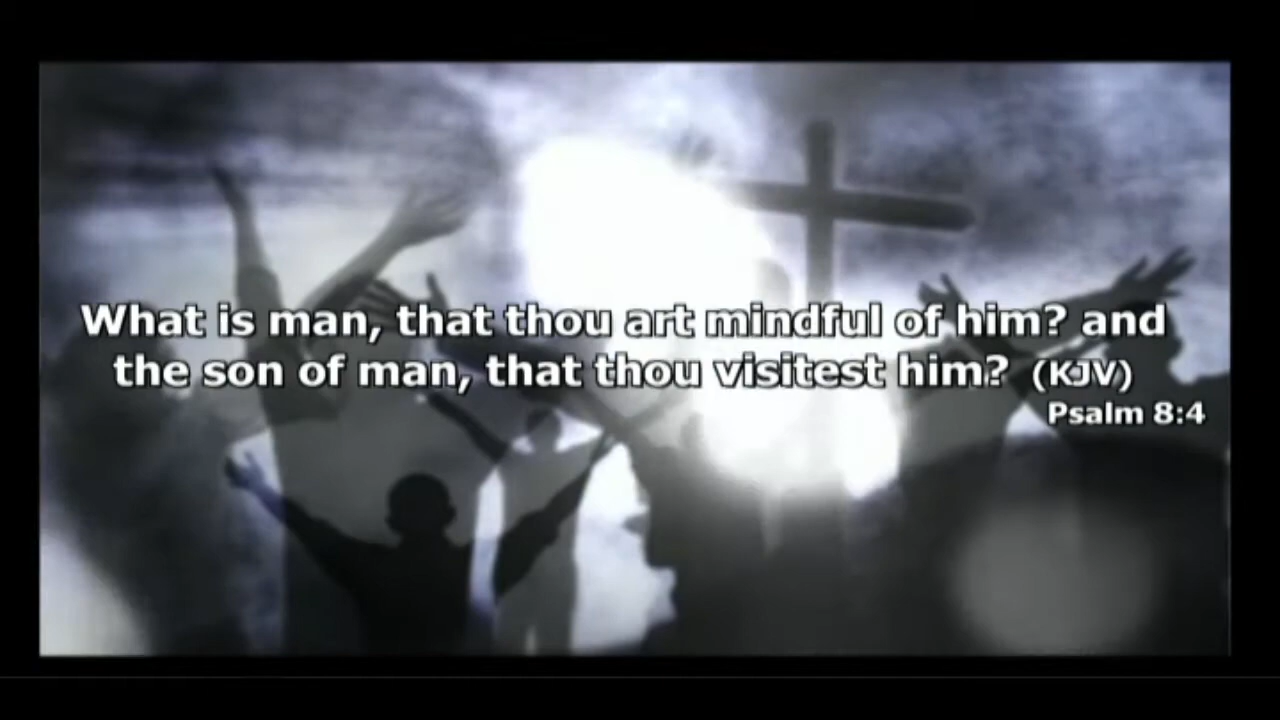 What is man, that thou art mindful of him? and
the son of man, that thou visitest him? (KJV)
Psalm 8:4